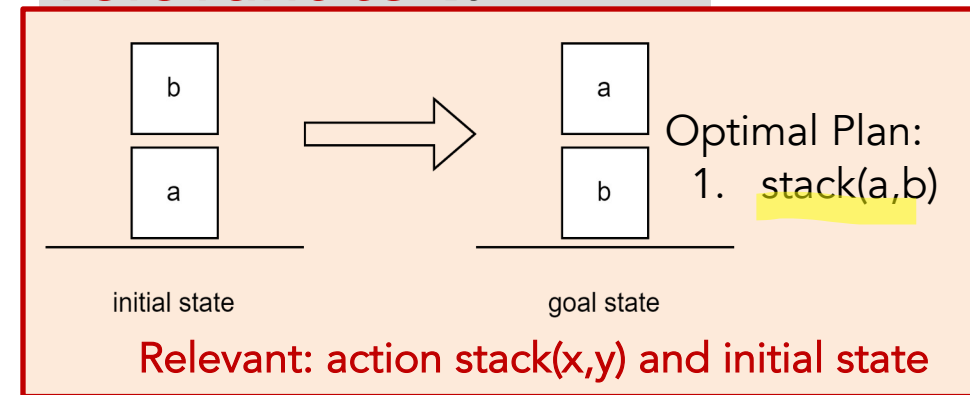 b
a
a
b
Optimal Plan:
1. stack(a,b)
initial state
goal state
Relevant: action stack(x,y) and initial state